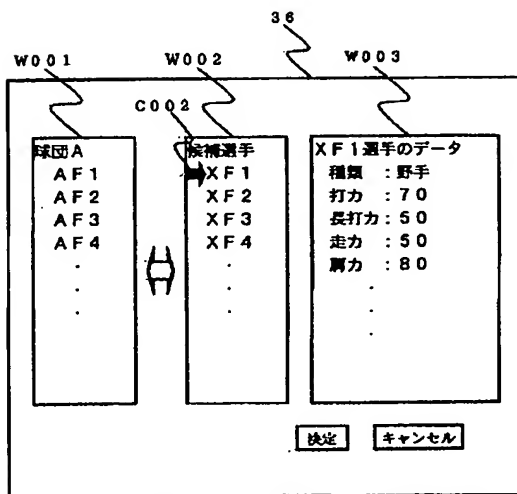 36
W001
W002
W003
C002
球団A
AF1
AF2
AF3
AF4
候補選手
XF1
XF2
XF3
XF4
XF1選手のデータ
種類 :野手
打力 :70
長打力:50
走力 :50
肩力 :80
決定
キャンセル